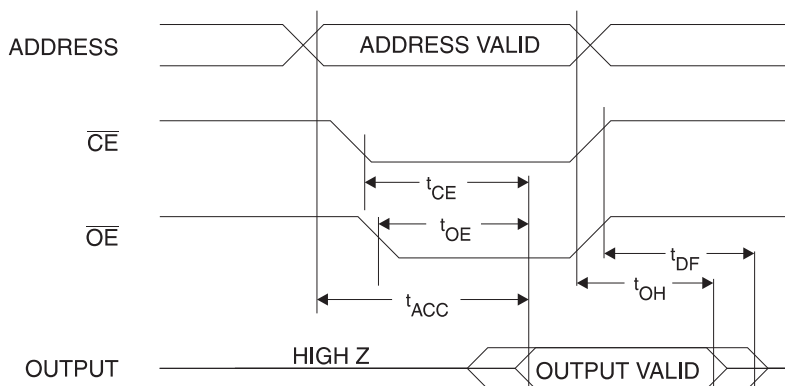 ADDRESS ADDRESS VALID
CE
tCE
OE tOE
tDF
tACC tOH
OUTPUT HIGH Z OUTPUT VALID